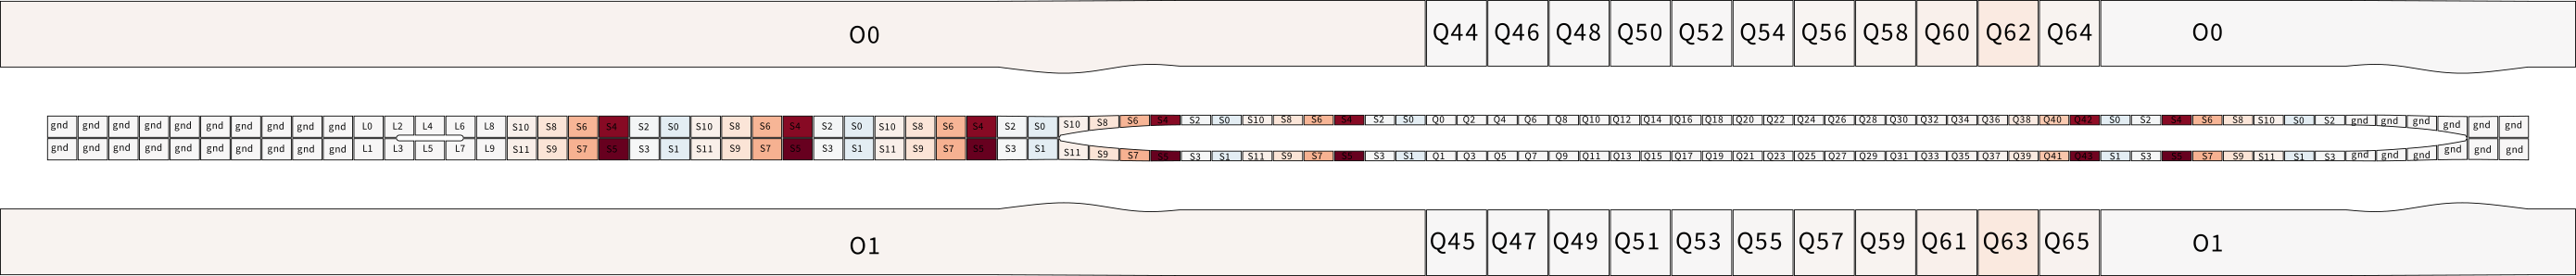 O0 Q44 Q46 Q48 Q50 Q52 Q54 Q56 Q58 Q60 Q62 Q64 O0
gnd gnd gnd gnd gnd gnd gnd gnd gnd gnd L0 L2 L4 L6 L8 S10 S8 S6 S4 S2 S0 S10 S8 S6 S4 S2 S0 S10 S8 S6 S4 S2 S0 S10 S8 S6 S4 S2 S0 S10 S8 S6 S4 S2 S0 Q0 Q2 Q4 Q6 Q8 Q10 Q12 Q14 Q16 Q18 Q20 Q22 Q24 Q26 Q28 Q30 Q32 Q34 Q36 Q38 Q40 Q42 S0 S2 S4 S6 S8 S10 S0 S2 gnd gnd gnd gnd gnd gnd
gnd gnd gnd gnd gnd gnd gnd gnd gnd gnd L1 L3 L5 L7 L9 S11 S9 S7 S5 S3 S1 S11 S9 S7 S5 S3 S1 S11 S9 S7 S5 S3 S1 S11 S9 S7 S5 S3 S1 S11 S9 S7 S5 S3 S1 Q1 Q3 Q5 Q7 Q9 Q11 Q13 Q15 Q17 Q19 Q21 Q23 Q25 Q27 Q29 Q31 Q33 Q35 Q37 Q39 Q41 Q43 S1 S3 S5 S7 S9 S11 S1 S3 gnd gnd gnd gnd gnd gnd
O1 Q45 Q47 Q49 Q51 Q53 Q55 Q57 Q59 Q61 Q63 Q65 O1